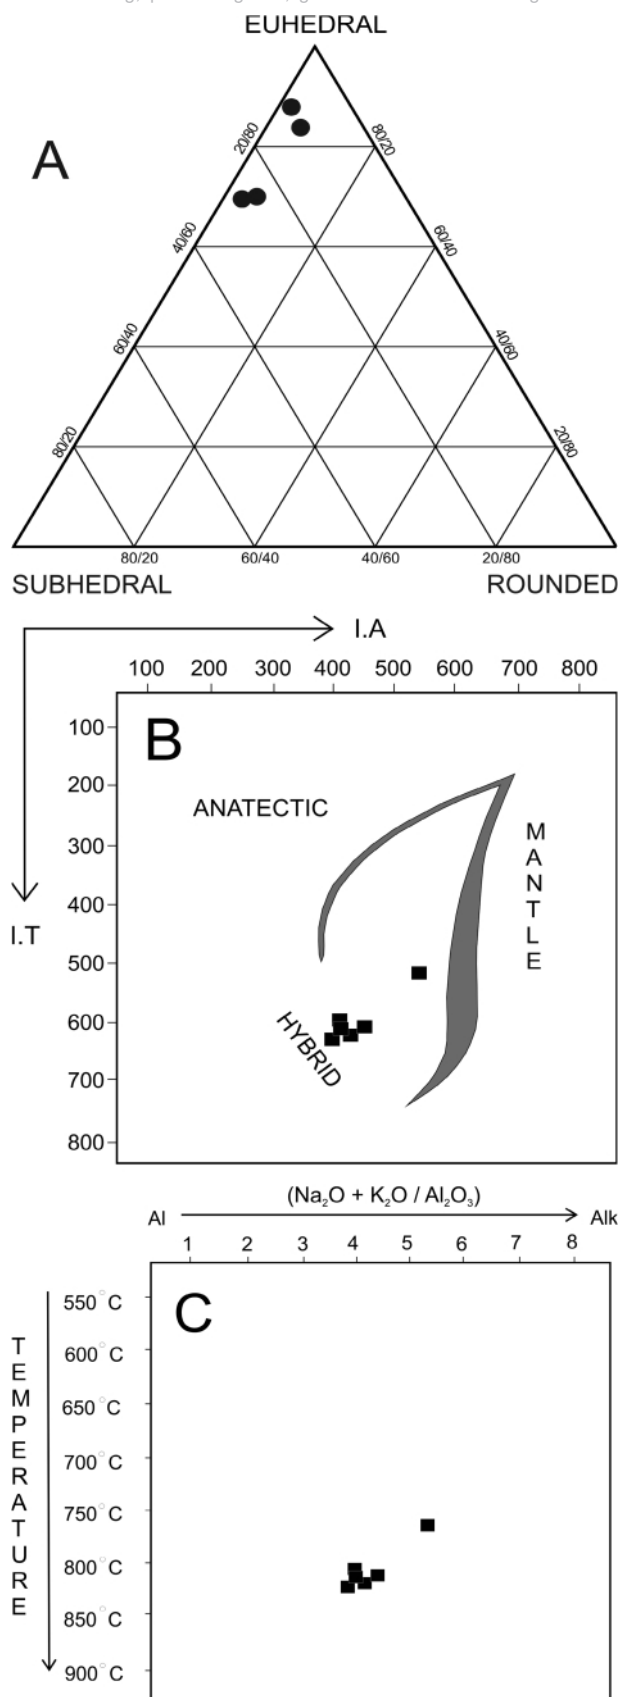 EUHEDRAL
A
20/80
80/20
40/60
60/40
60/40
40/60
80/20
20/80
80/20 60/40 40/60 20/80
SUBHEDRAL ROUNDED
I.A
100 200 300 400 500 600 700 800
B
100
200
300
400
500
600
700
800
I.T
ANATECTIC
MANTLE
HYBRID
(Na₂O + K₂O / Al₂O₃)
Al Alk
1 2 3 4 5 6 7 8
C
TEMPERATURE
550°C
600°C
650°C
700°C
750°C
800°C
850°C
900°C